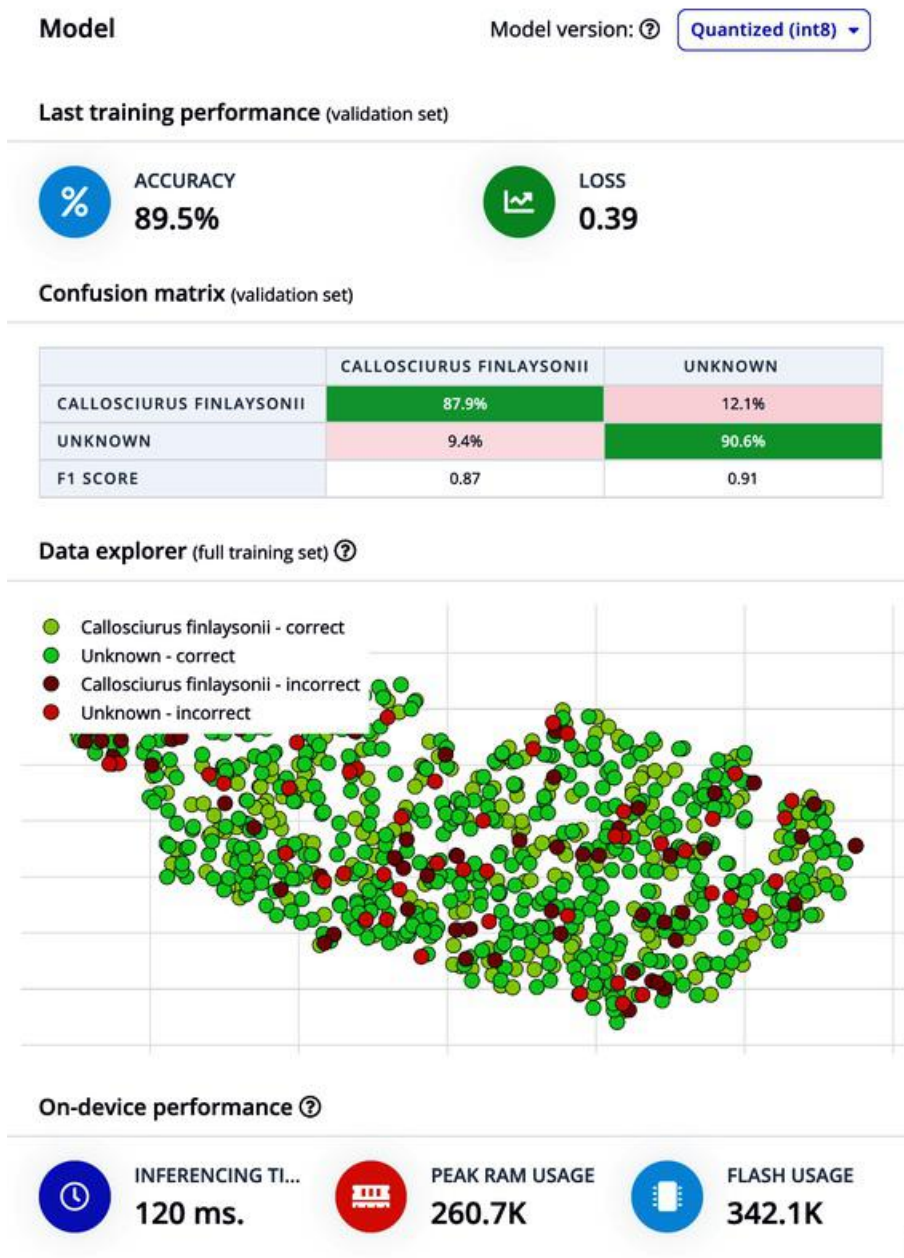 Model
Model version: ? Quantized (int8)
Last training performance (validation set)
% ACCURACY LOSS
89.5% 0.39
Confusion matrix (validation set)
CALLOSCIURUS FINLAYSONII UNKNOWN
CALLOSCIURUS FINLAYSONII 87.9% 12.1%
UNKNOWN 9.4% 90.6%
F1 SCORE 0.87 0.91
Data explorer (full training set) ?
Callosciurus finlaysonii - correct
Unknown - correct
Callosciurus finlaysonii - incorrect
Unknown - incorrect
On-device performance ?
INFERENCING TI... PEAK RAM USAGE FLASH USAGE
120 ms. 260.7K 342.1K